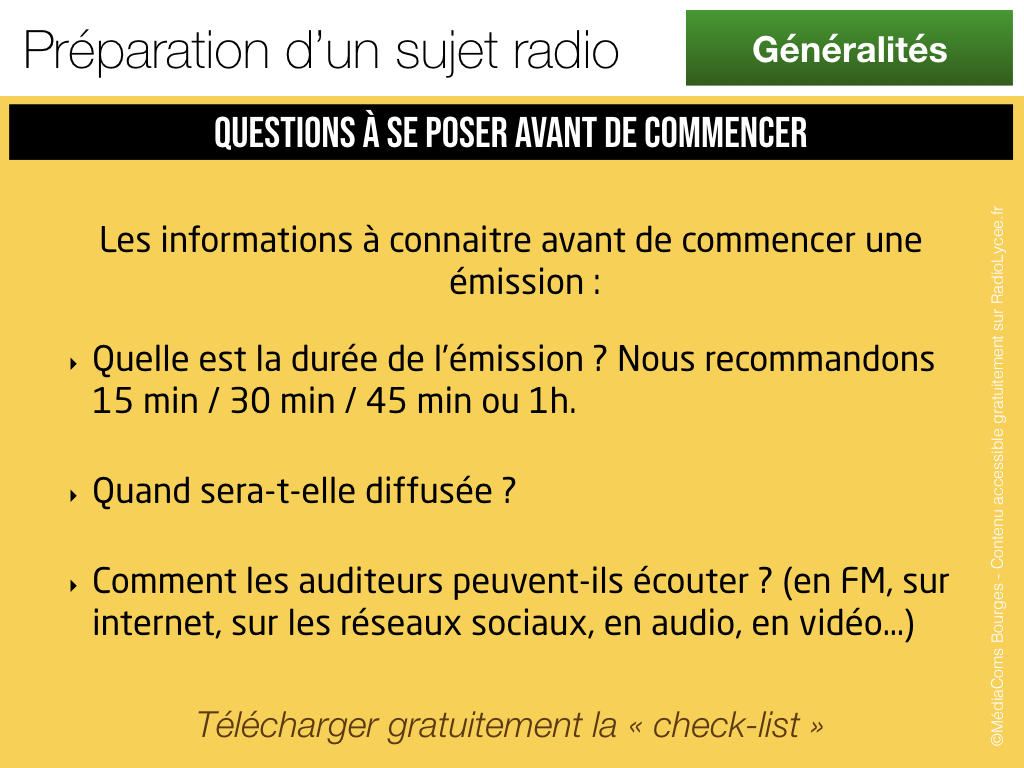 Préparation d’un sujet radio
Généralités
QUESTIONS À SE POSER AVANT DE COMMENCER
Les informations à connaitre avant de commencer une
émission :
‣ Quelle est la durée de l’émission ? Nous recommandons
15 min / 30 min / 45 min ou 1h.
‣ Quand sera-t-elle diffusée ?
‣ Comment les auditeurs peuvent-ils écouter ? (en FM, sur
internet, sur les réseaux sociaux, en audio, en vidéo…)
Télécharger gratuitement la « check-list »
©MédiaComs Bourges - Contenu accessible gratuitement sur RadioLycee.fr